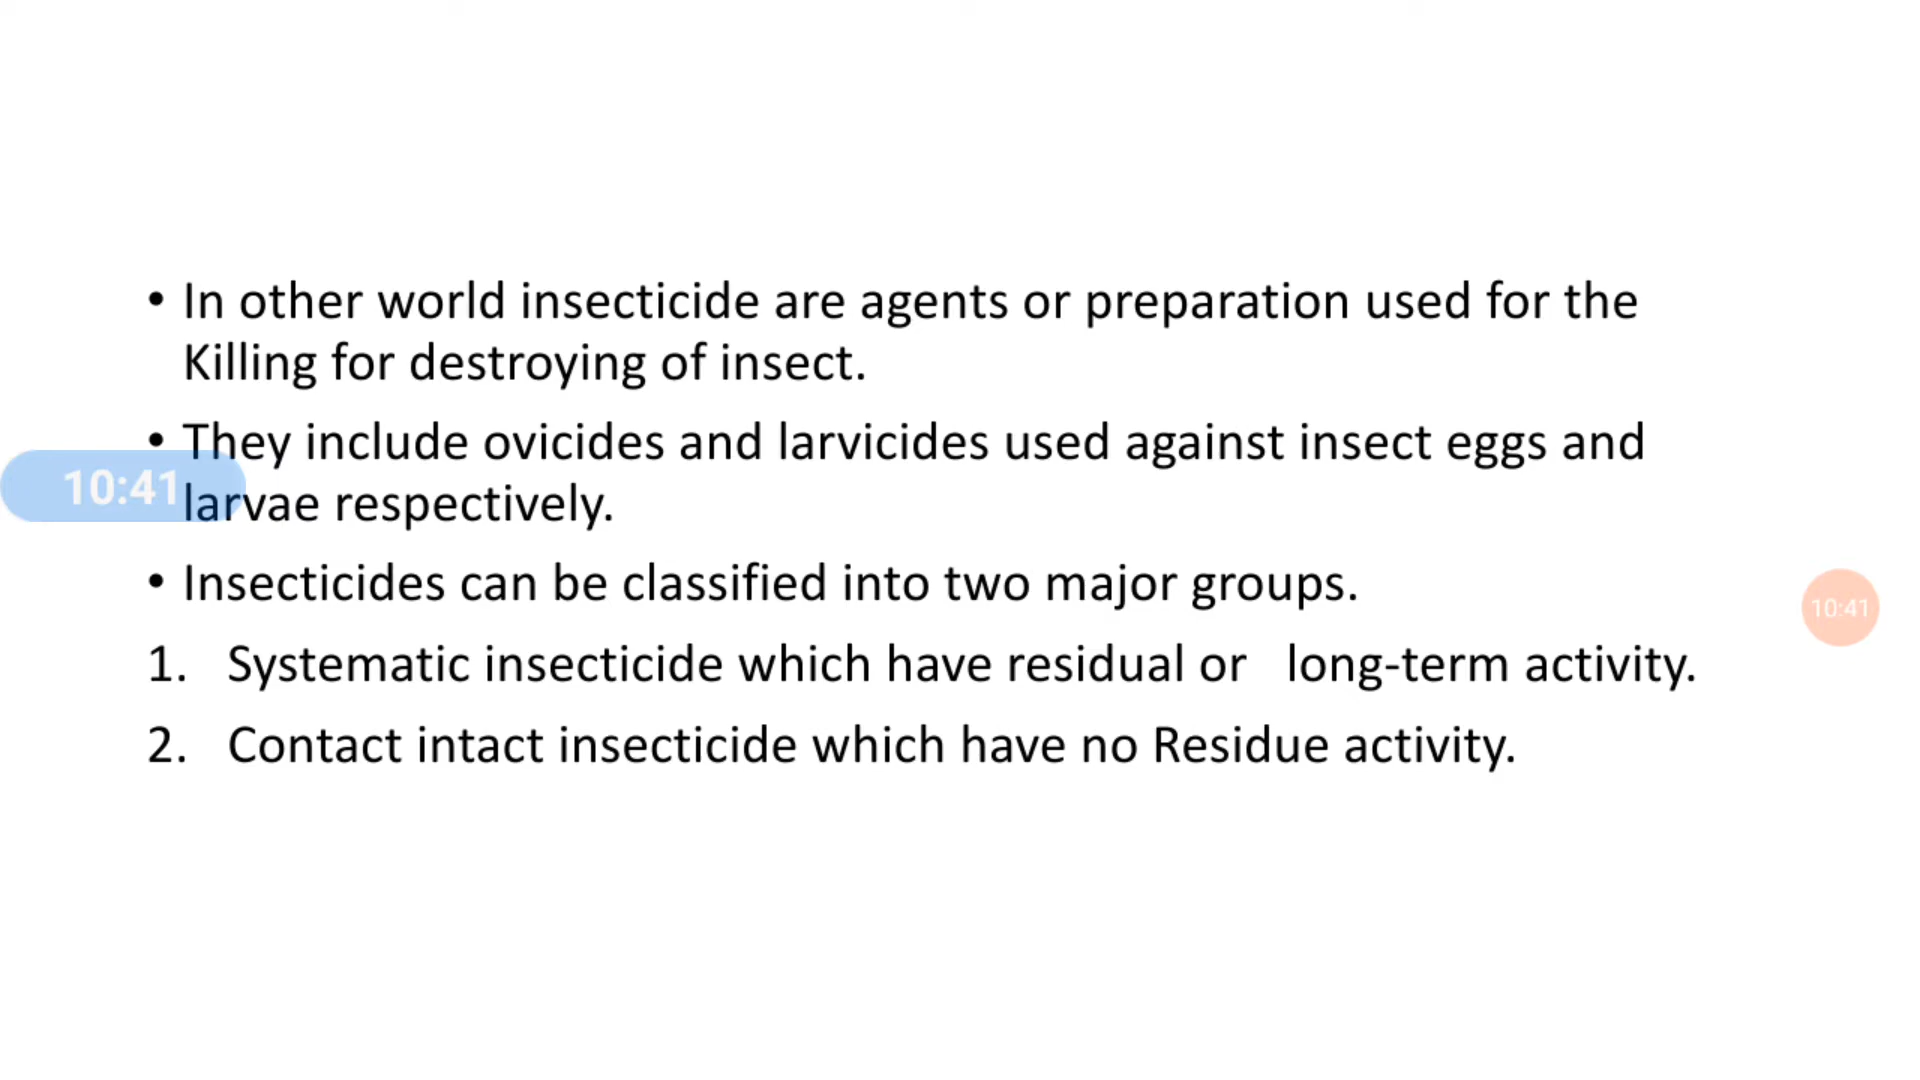 • In other world insecticide are agents or preparation used for the
Killing for destroying of insect.
• They include ovicides and larvicides used against insect eggs and
10:41
larvae respectively.
• Insecticides can be classified into two major groups.
10:41
1. Systematic insecticide which have residual or long-term activity.
2. Contact intact insecticide which have no Residue activity.